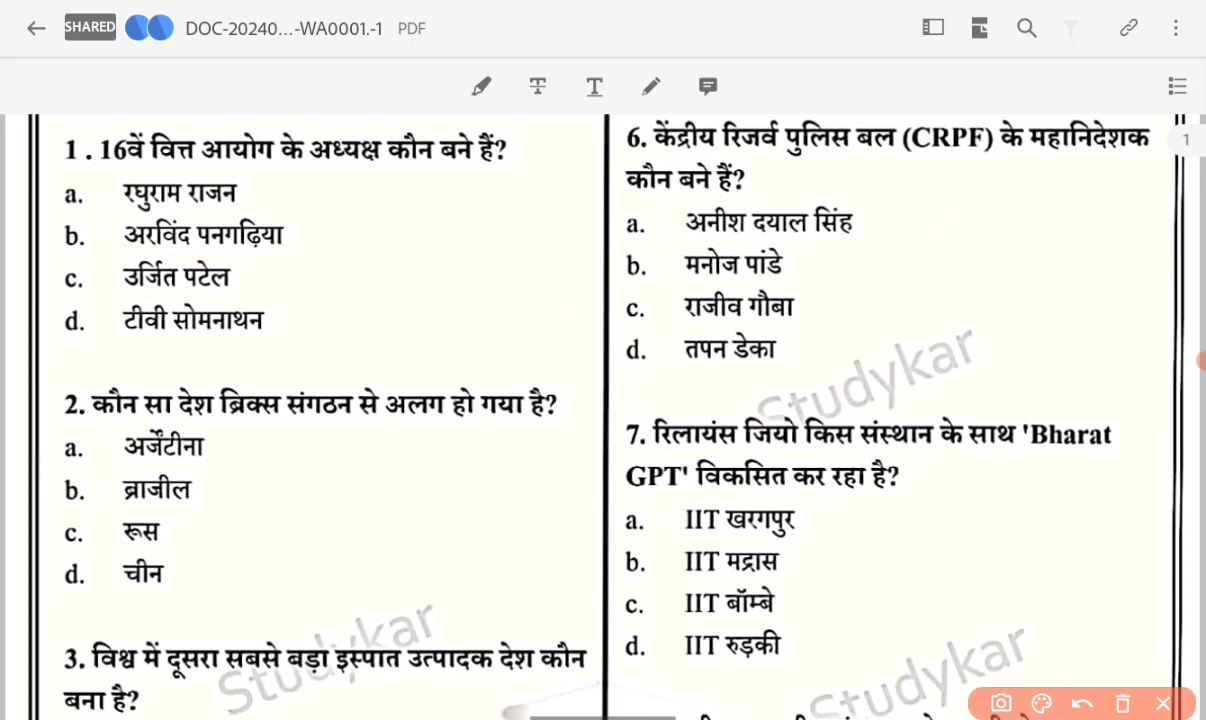 SHARED DOC-20240...-WA0001.-1 PDF
1
1 . 16वें वित्त आयोग के अध्यक्ष कौन बने हैं?
a. रघुराम राजन
b. अरविंद पनगढ़िया
c. उर्जित पटेल
d. टीवी सोमनाथन
2. कौन सा देश ब्रिक्स संगठन से अलग हो गया है?
a. अर्जेंटीना
b. ब्राजील
c. रूस
d. चीन
3. विश्व में दूसरा सबसे बड़ा इस्पात उत्पादक देश कौन
बना है?
Studykar
6. केंद्रीय रिजर्व पुलिस बल (CRPF) के महानिदेशक
कौन बने हैं?
a. अनीश दयाल सिंह
b. मनोज पांडे
c. राजीव गौबा
d. तपन डेका
Studykar
7. रिलायंस जियो किस संस्थान के साथ 'Bharat
GPT' विकसित कर रहा है?
a. IIT खरगपुर
b. IIT मद्रास
c. IIT बॉम्बे
d. IIT रुड़की
Studykar